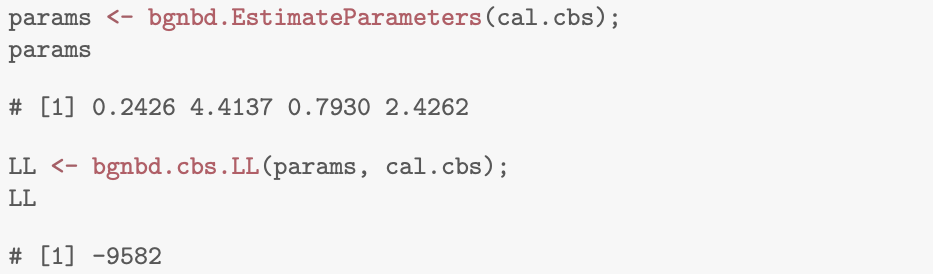 params <- bgnbd.EstimateParameters(cal.cbs);
params
# [1] 0.2426 4.4137 0.7930 2.4262
LL <- bgnbd.cbs.LL(params, cal.cbs);
LL
# [1] -9582